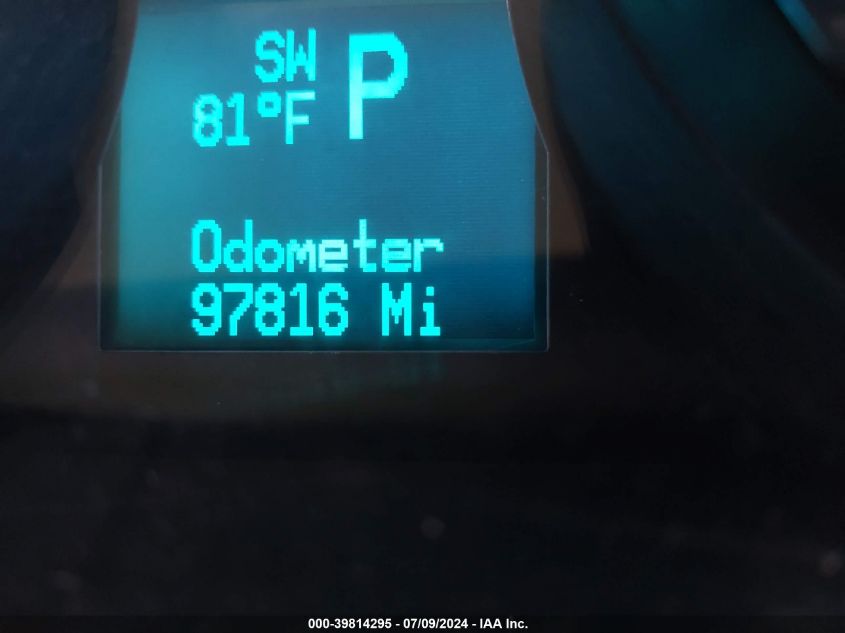 SW P
81°F
Odometer
97816 Mi
000-39814295 - 07/09/2024 - IAA Inc.